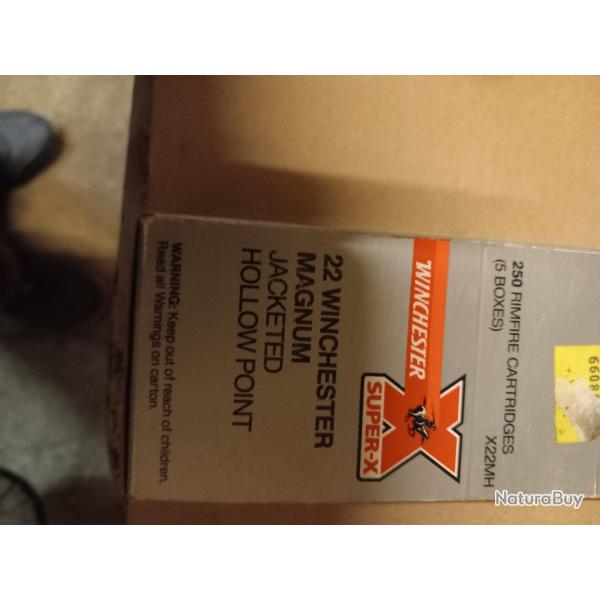 250 RIMFIRE CARTRIDGES
(5 BOXES) X22MH
WINCHESTER
SUPER-X
X
22 WINCHESTER
MAGNUM
JACKETED
HOLLOW POINT
WARNING: Keep out of reach of children.
Read all Warnings on carton.
NaturaBuy